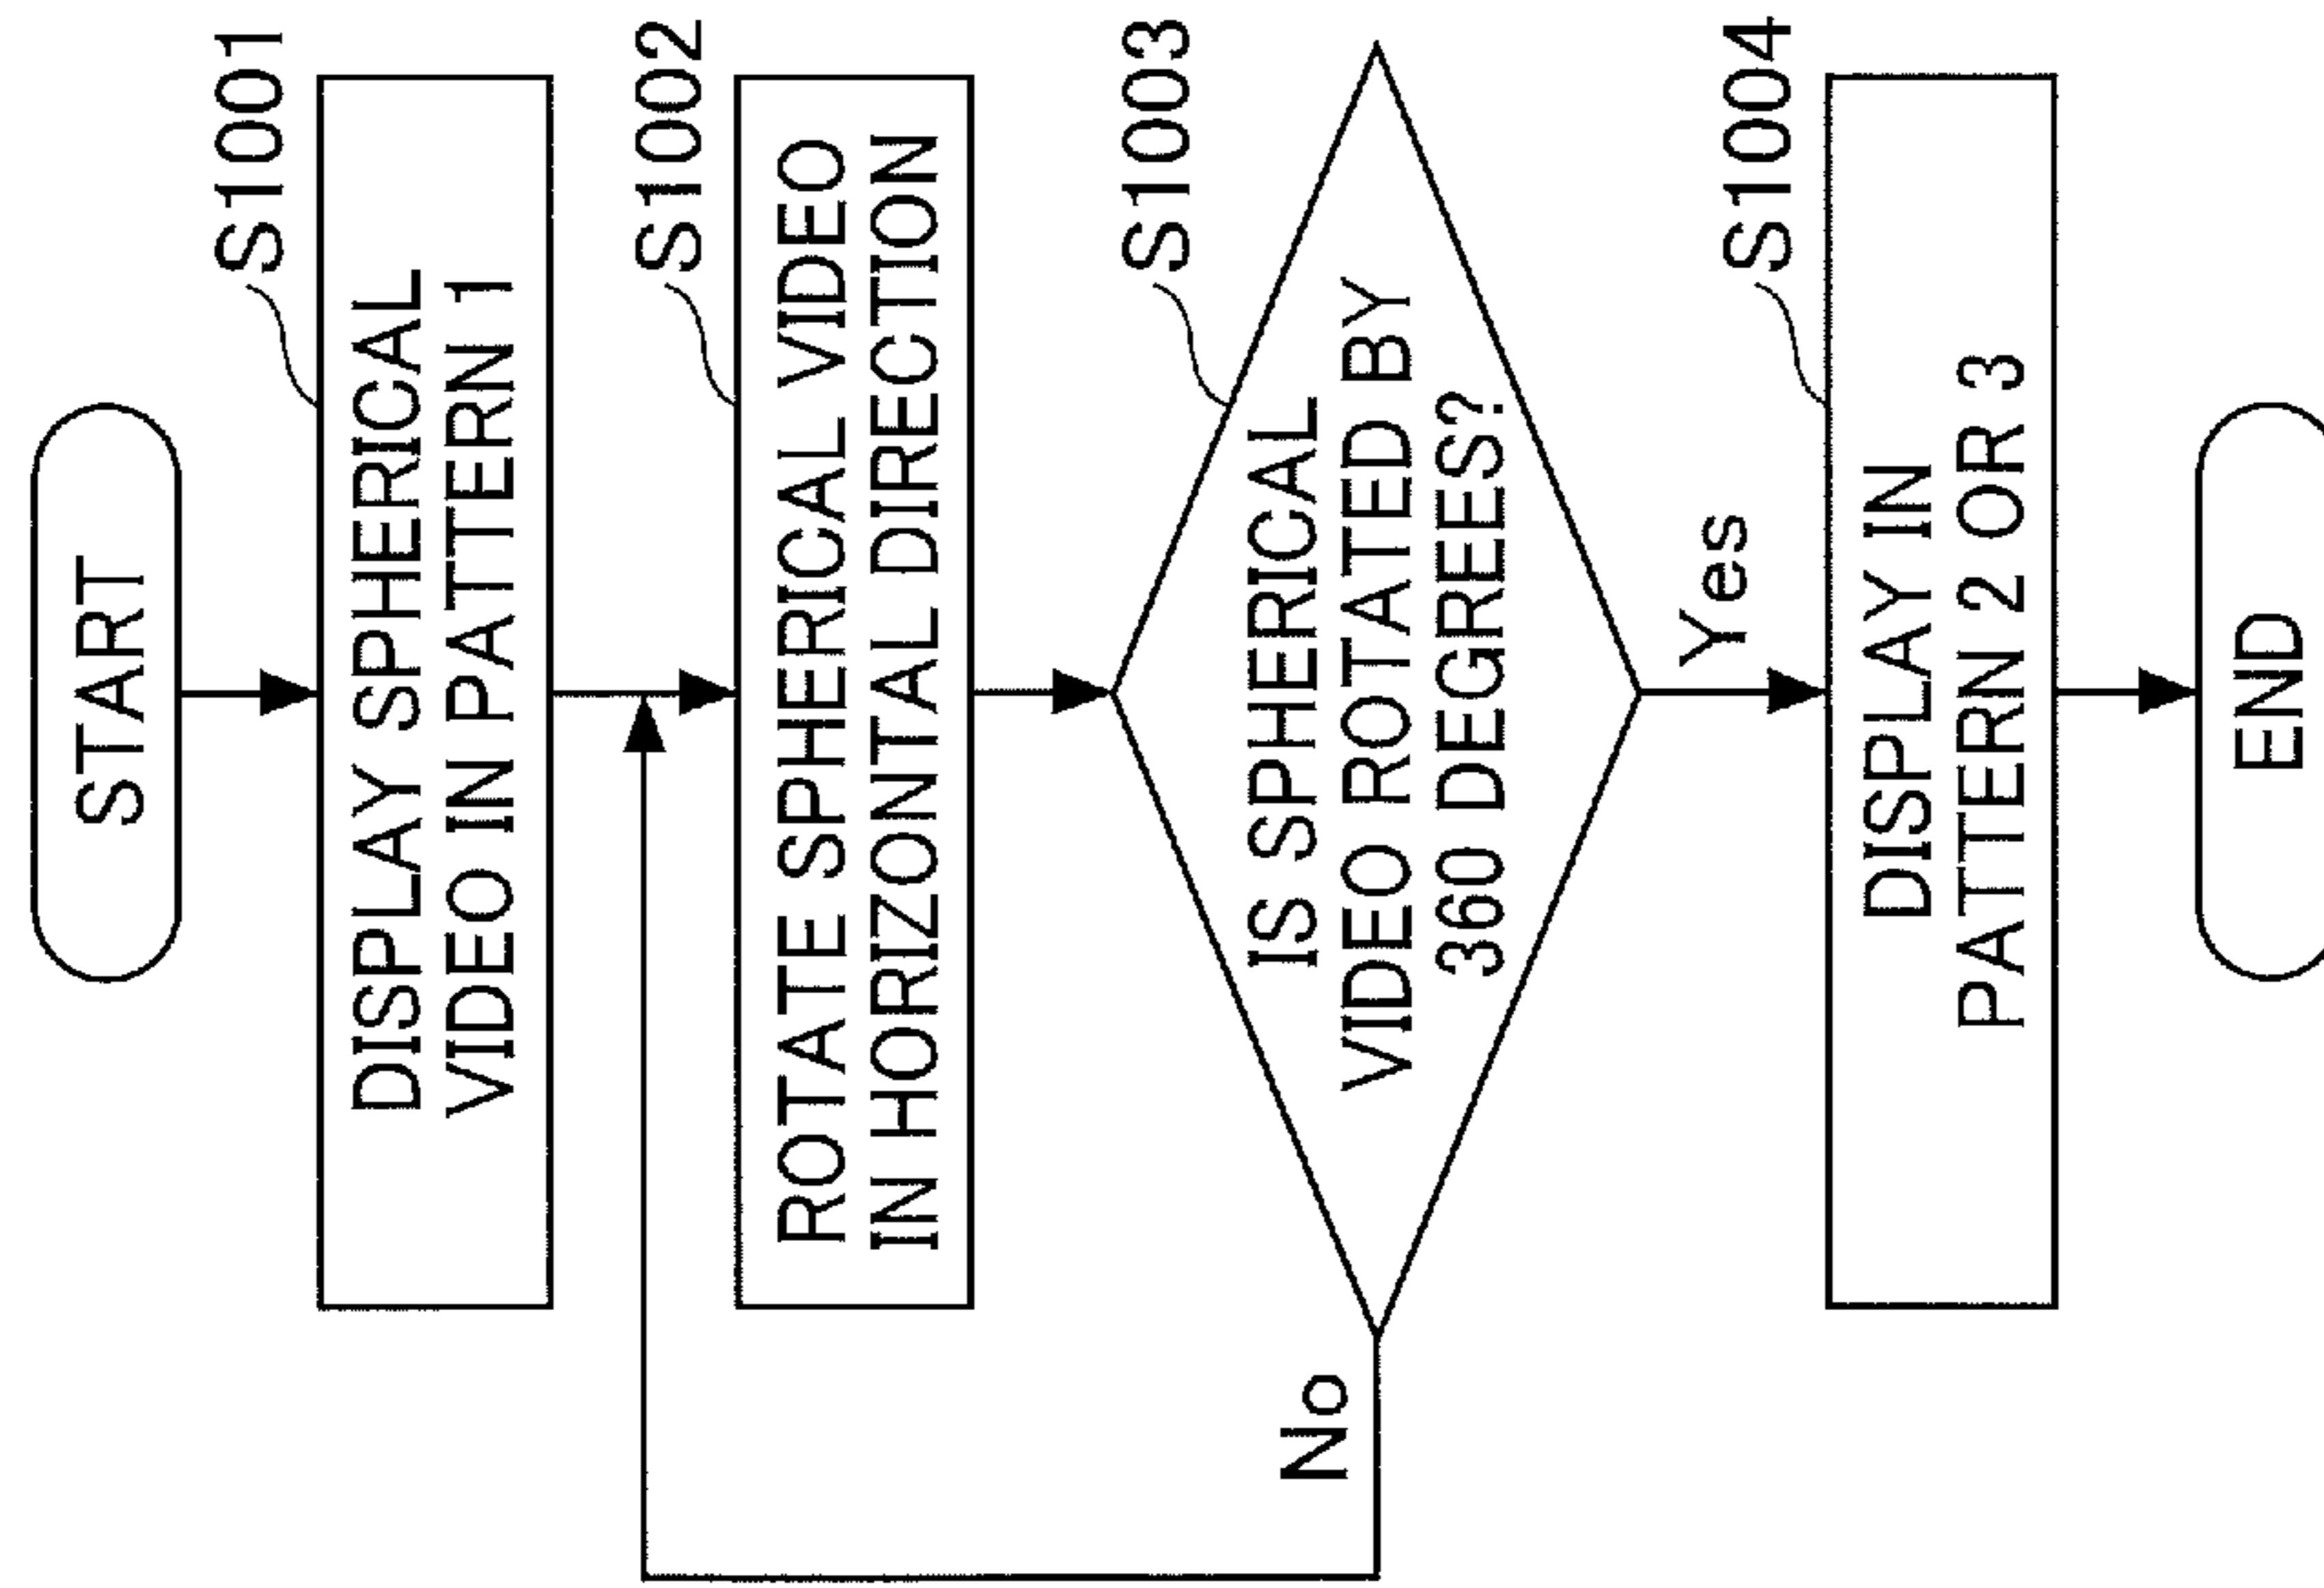 START
S1001
DISPLAY SPHERICAL
VIDEO IN PATTERN 1
S1002
ROTATE SPHERICAL VIDEO
IN HORIZONTAL DIRECTION
S1003
IS SPHERICAL
VIDEO ROTATED BY
360 DEGREES?
No
Yes
S1004
DISPLAY IN
PATTERN 2 OR 3
END